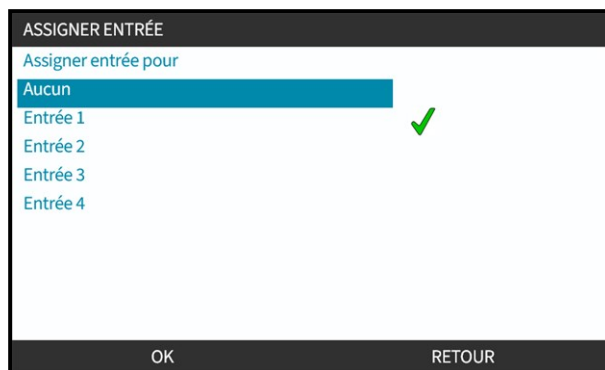 ASSIGNER ENTRÉE
Assigner entrée pour
Aucun
Entrée 1
Entrée 2
Entrée 3
Entrée 4
OK RETOUR